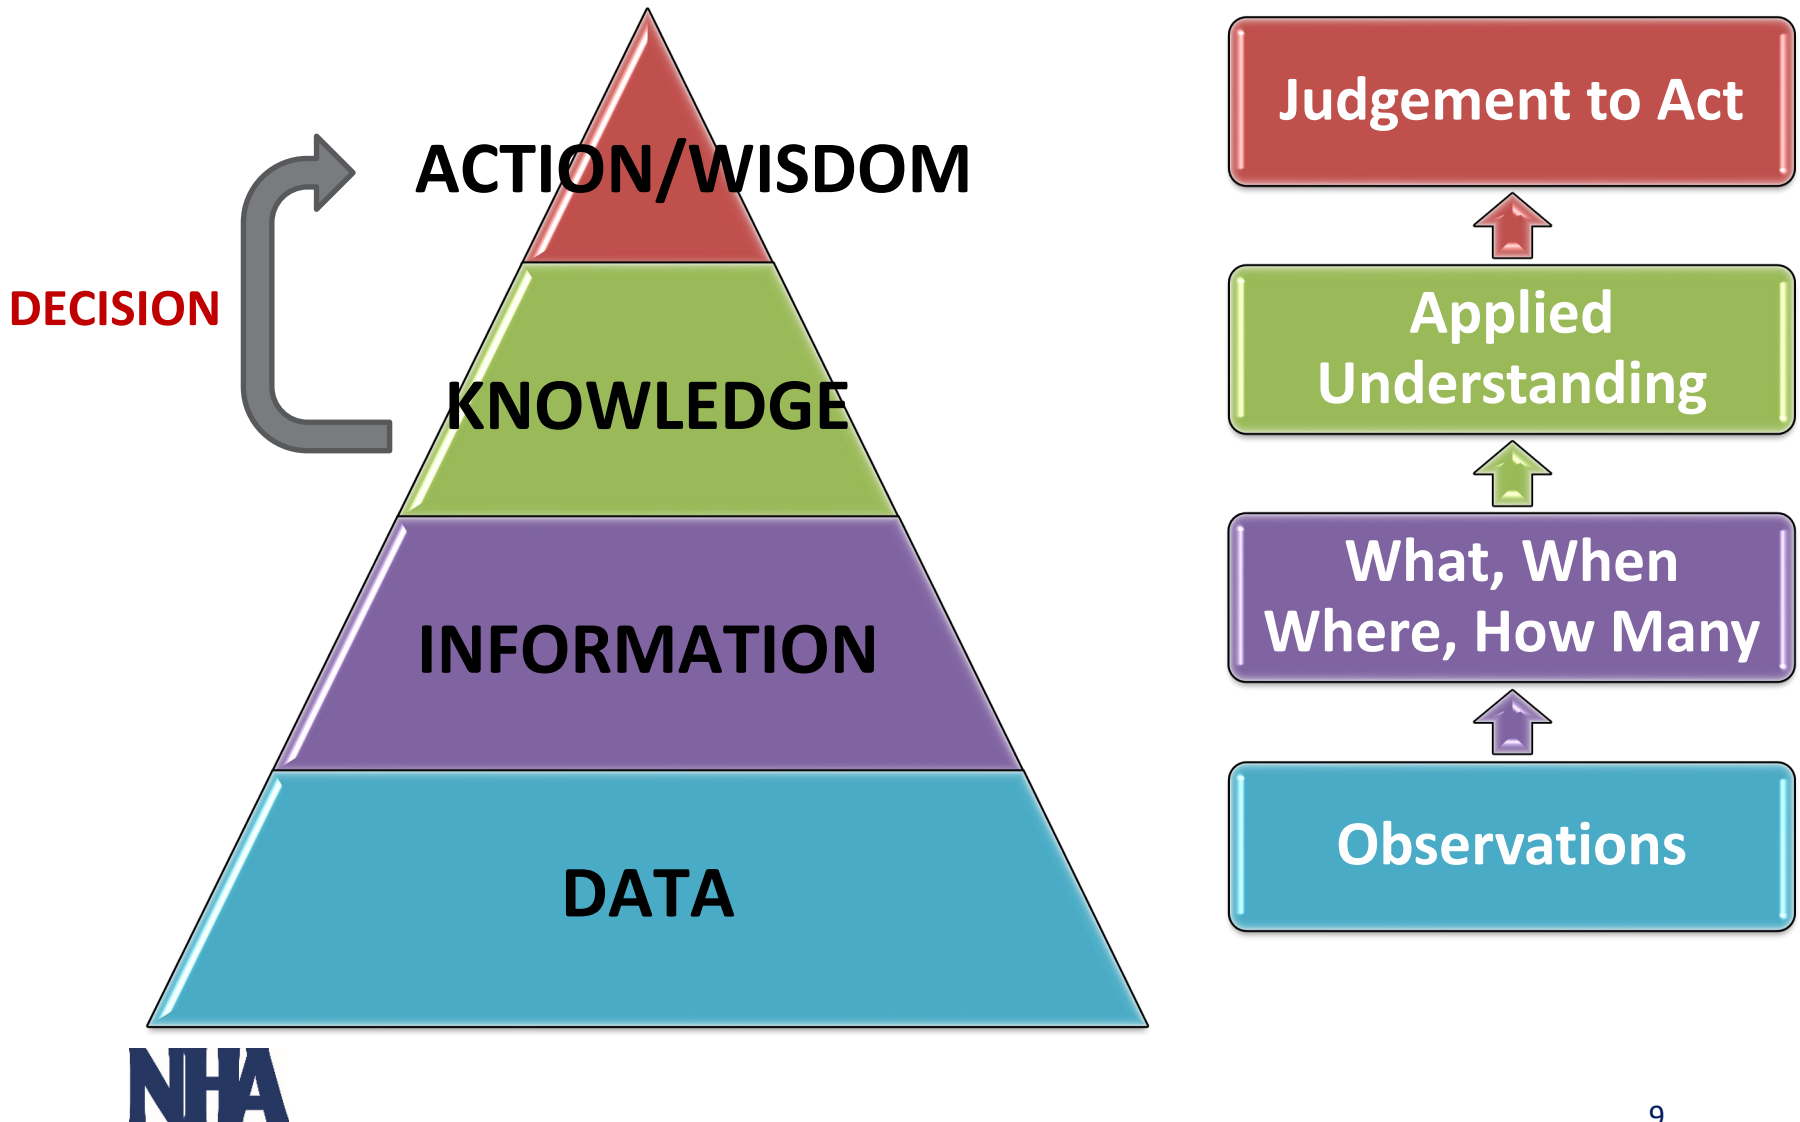 ACTION/WISDOM
DECISION
KNOWLEDGE
INFORMATION
DATA
Judgement to Act
Applied
Understanding
What, When
Where, How Many
Observations
NHA
9